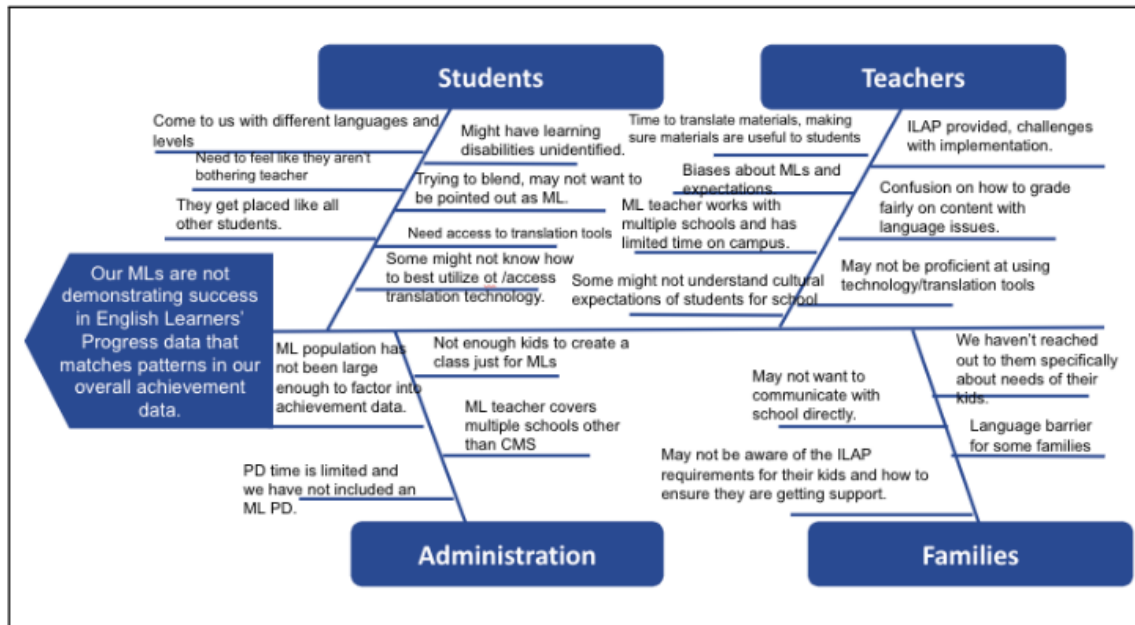 Students
Teachers
Come to us with different languages and
levels
Might have learning
disabilities unidentified.
Need to feel like they aren't
bothering teacher
Trying to blend, may not want to
be pointed out as ML.
They get placed like all
other students.
Need access to translation tools
Some might not know how
to best utilize ot /access
translation technology.
Time to translate materials, making
sure materials are useful to students
ILAP provided, challenges
with implementation.
Biases about MLs and
expectations.
ML teacher works with
multiple schools and has
limited time on campus.
Confusion on how to grade
fairly on content with
language issues.
Some might not understand cultural
expectations of students for school
May not be proficient at using
technology/translation tools
Our MLs are not
demonstrating success
in English Learners'
Progress data that
matches patterns in our
overall achievement
data.
ML population has
not been large
enough to factor into
achievement data.
Not enough kids to create a
class just for MLs
ML teacher covers
multiple schools other
than CMS
PD time is limited and
we have not included an
ML PD.
May not want to
communicate with
school directly.
We haven't reached
out to them specifically
about needs of their
kids.
Language barrier
for some families
May not be aware of the ILAP
requirements for their kids and how to
ensure they are getting support.
Administration
Families